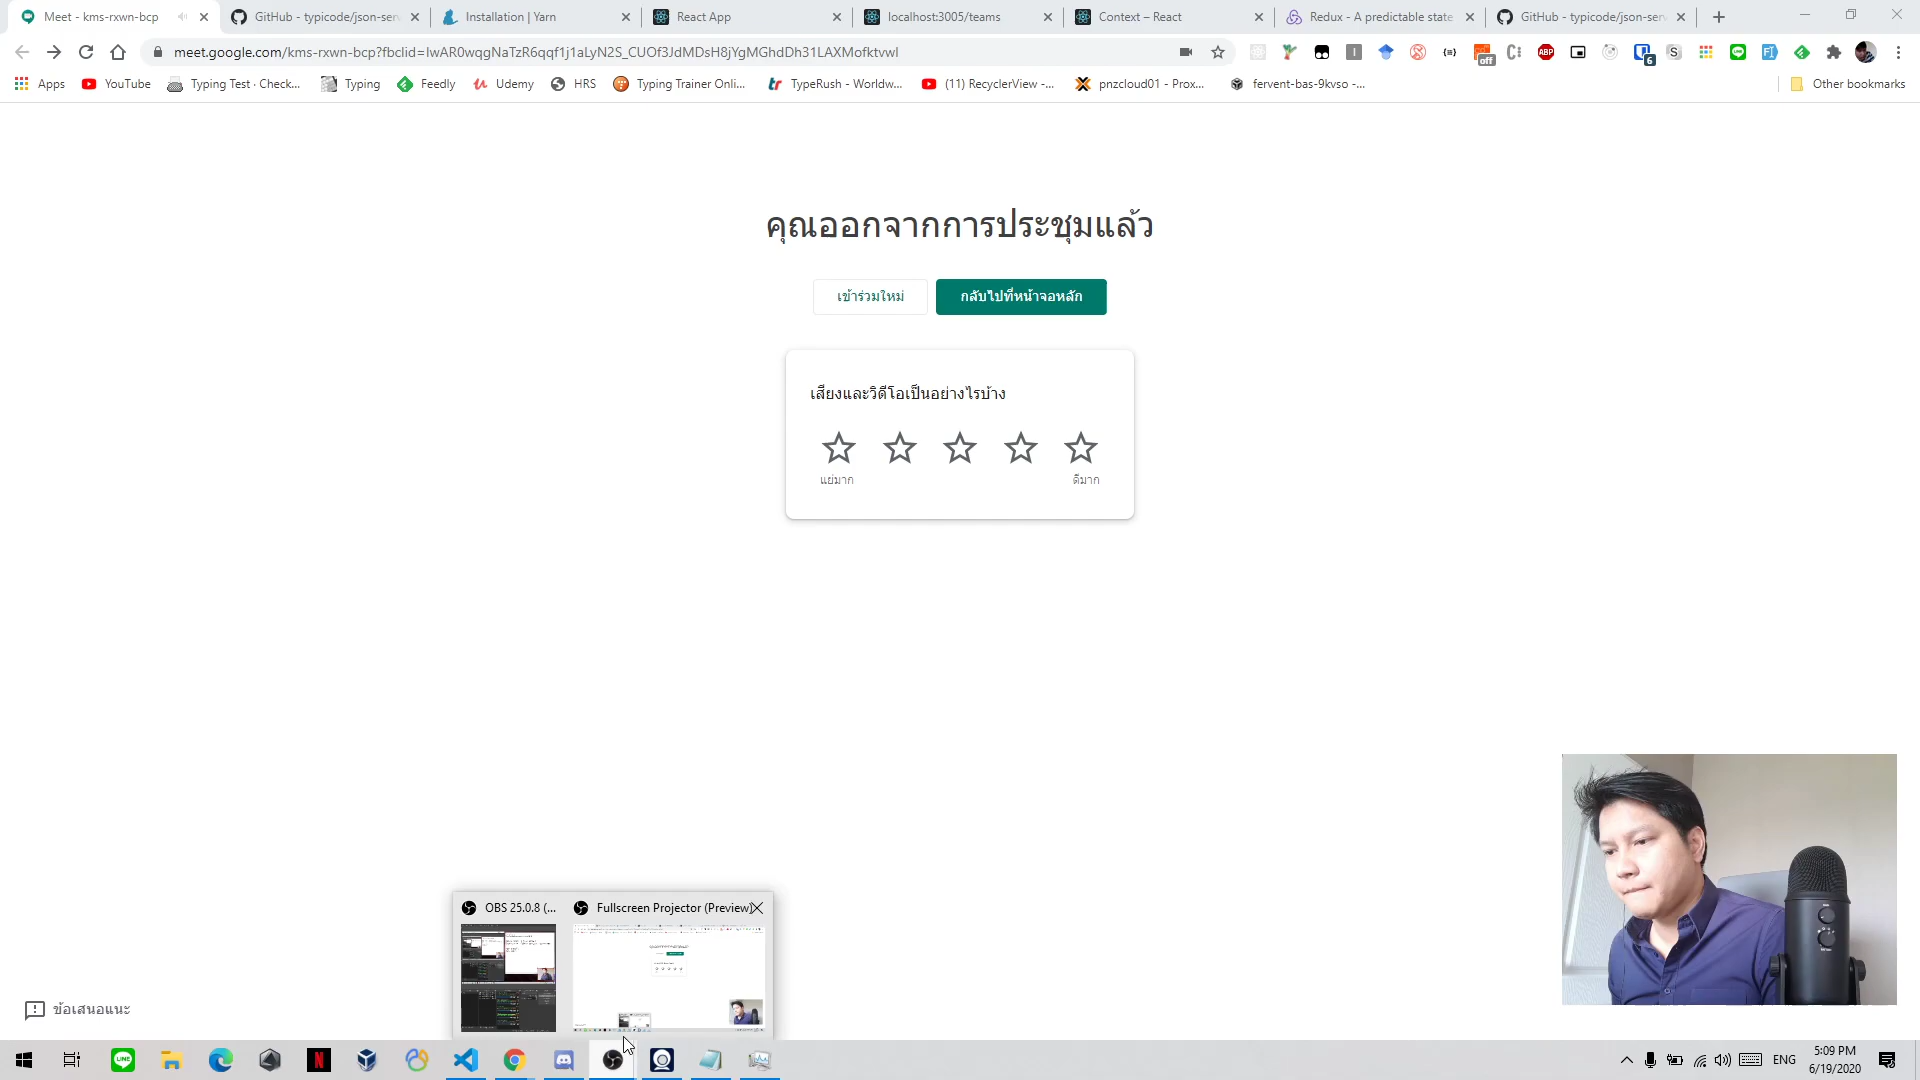 Meet - kms-rxwn-bcp
GitHub - typicode/json-serv
Installation | Yarn
React App
localhost:3005/teams
Context – React
Redux - A predictable state
GitHub - typicode/json-serv
meet.google.com/kms-rxwn-bcp?fbclid=IwAR0wqgNaTzR6qqf1j1aLyN2S_CUOf3JdMDsH8jYgMGhdDh31LAXMofktvwI
Apps
YouTube
Typing Test · Check...
Typing
Feedly
Udemy
HRS
Typing Trainer Onli...
TypeRush - Worldw...
(11) RecyclerView -...
pnzcloud01 - Prox...
fervent-bas-9kvso -...
Other bookmarks
คุณออกจากการประชุมแล้ว
เข้าร่วมใหม่
กลับไปที่หน้าจอหลัก
เสียงและวิดีโอเป็นอย่างไรบ้าง
แย่มาก
ดีมาก
OBS 25.0.8 (...
Fullscreen Projector (Preview)
ข้อเสนอแนะ
ENG
5:09 PM
6/19/2020